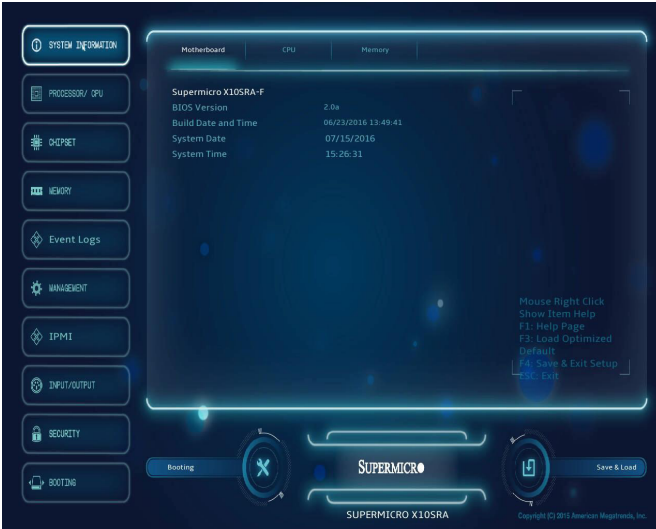 SYSTEM INFORMATION
PROCESSOR/ CPU
CHIPSET
MEMORY
Event Logs
MANAGEMENT
IPMI
INPUT/OUTPUT
SECURITY
BOOTING
Motherboard CPU Memory
Supermicro X10SRA-F
BIOS Version 2.0a
Build Date and Time 06/23/2016 13:49:41
System Date 07/15/2016
System Time 15:26:31
Mouse Right Click
Show Item Help
F1: Help Page
F3: Load Optimized
Default
F4: Save & Exit Setup
ESC: Exit
Booting
SUPERMICRO
Save & Load
SUPERMICRO X10SRA
Copyright (C) 2015 American Megatrends, Inc.